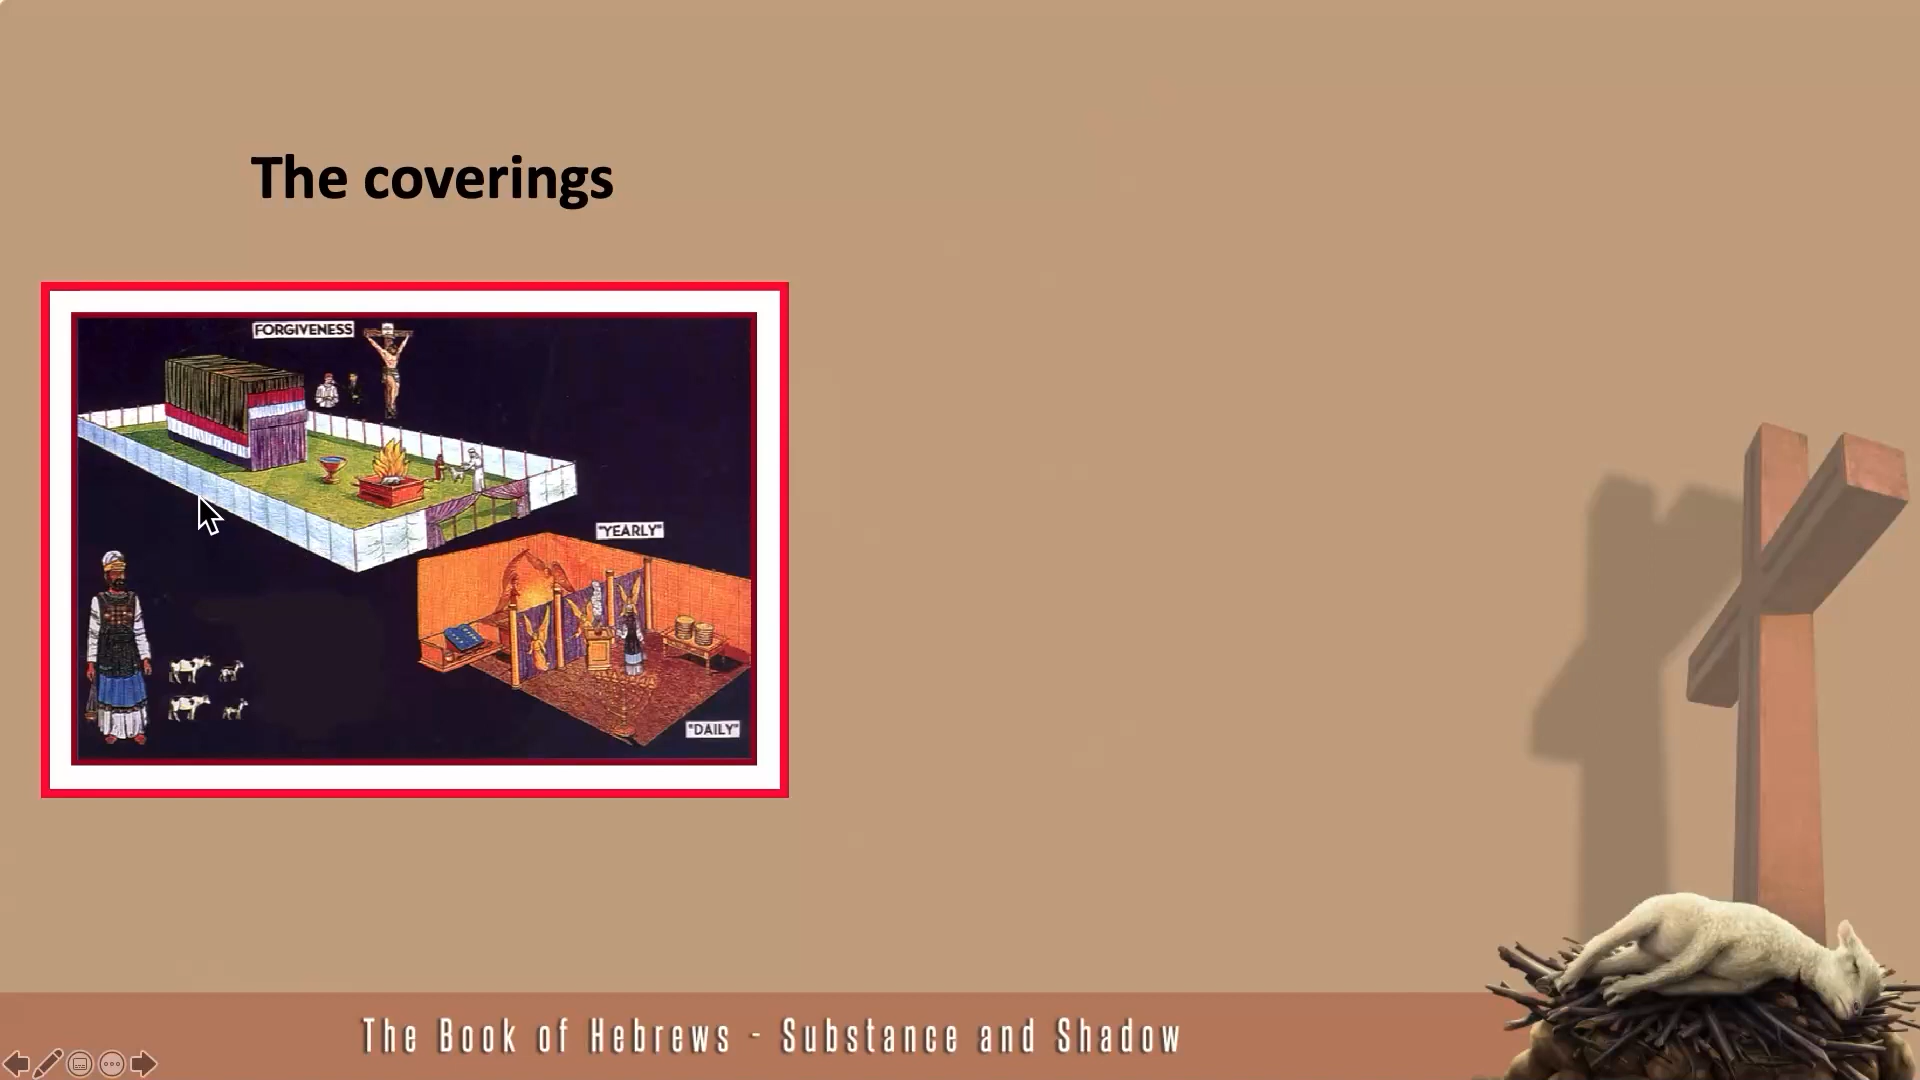 The coverings
FORGIVENESS
"YEARLY"
"DAILY"
The Book of Hebrews - Substance and Shadow